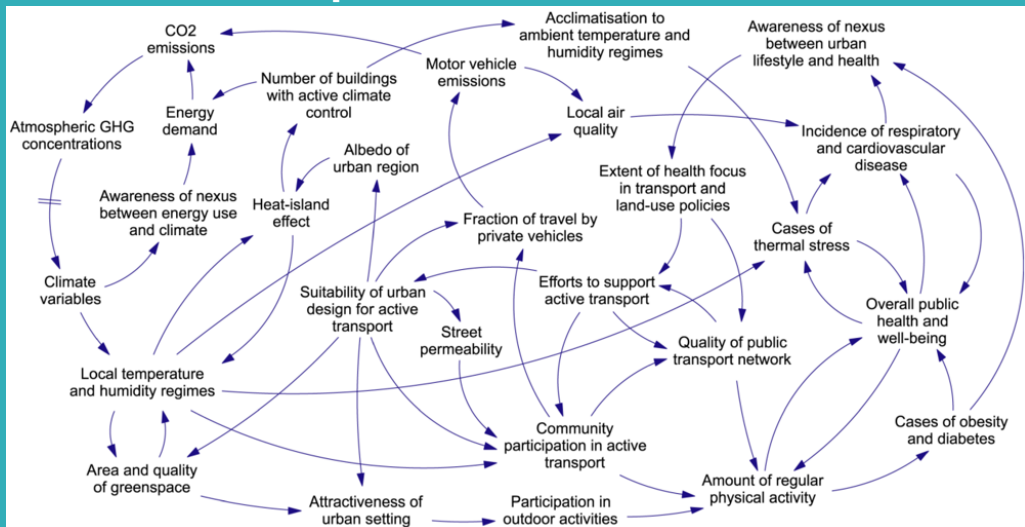 CO2
emissions
Acclimatisation to
ambient temperature and
humidity regimes
Awareness of nexus
between urban
lifestyle and health
Number of buildings
with active climate
control
Motor vehicle
emissions
Energy
demand
Atmospheric GHG
concentrations
Local air
quality
Incidence of respiratory
and cardiovascular
disease
Albedo of
urban region
Extent of health focus
in transport and
land-use policies
Awareness of nexus
between energy use
and climate
Heat-island
effect
Fraction of travel by
private vehicles
Cases of
thermal stress
Climate
variables
Suitability of urban
design for active
transport
Efforts to support
active transport
Overall public
health and
well-being
Street
permeability
Quality of public
transport network
Local temperature
and humidity regimes
Community
participation in active
transport
Cases of obesity
and diabetes
Area and quality
of greenspace
Attractiveness of
urban setting
Participation in
outdoor activities
Amount of regular
physical activity